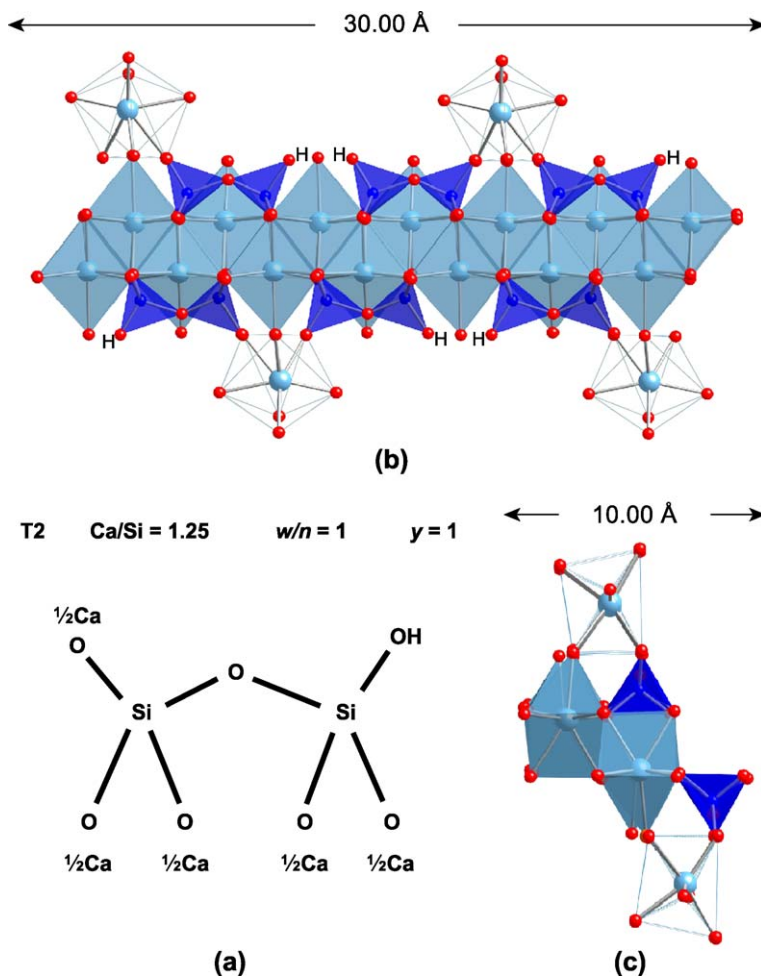 30.00 Å
H H H
H H H
(b)
T2 Ca/Si = 1.25 w/n = 1 y = 1
10.00 Å
½Ca
O O OH
Si Si
O O O O
½Ca ½Ca ½Ca ½Ca
(a) (c)